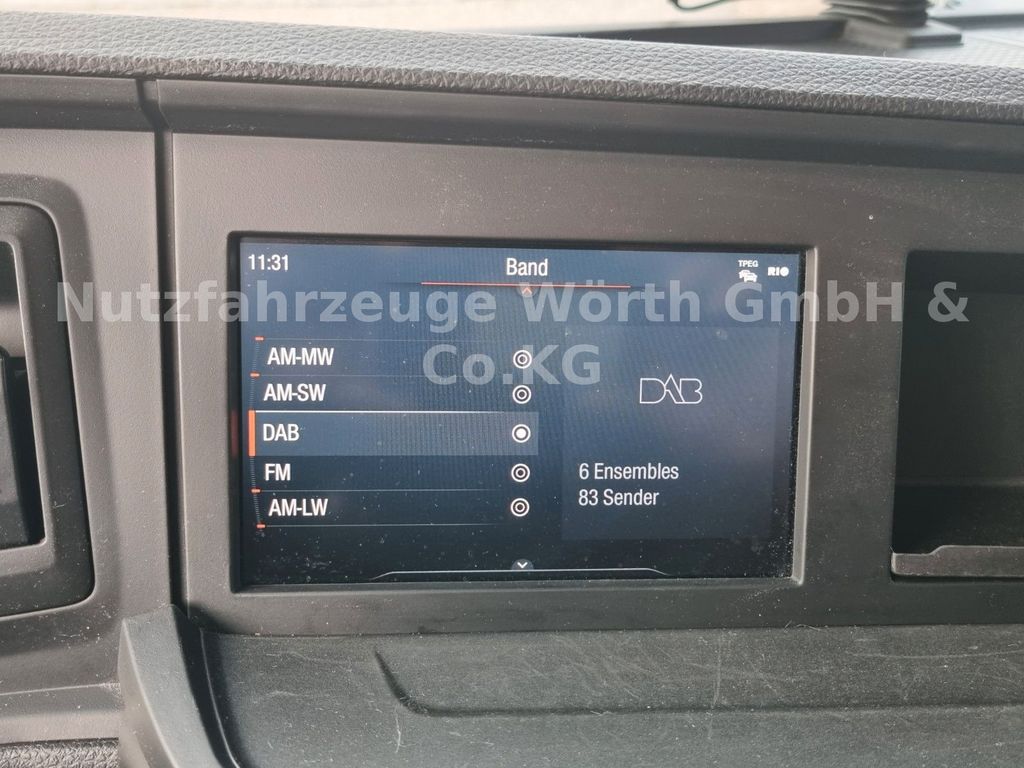 11:31
Band
TPEG
RIO
Nutzfahrzeuge Wörth GmbH &
Co.KG
AM-MW
AM-SW
DAB
DAB
FM
6 Ensembles
83 Sender
AM-LW